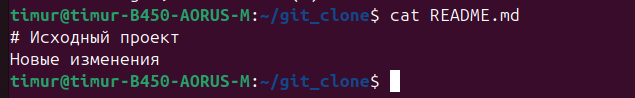 timur@timur-B450-AORUS-M:~/git_clone$ cat README.md
# Исходный проект
Новые изменения
timur@timur-B450-AORUS-M:~/git_clone$